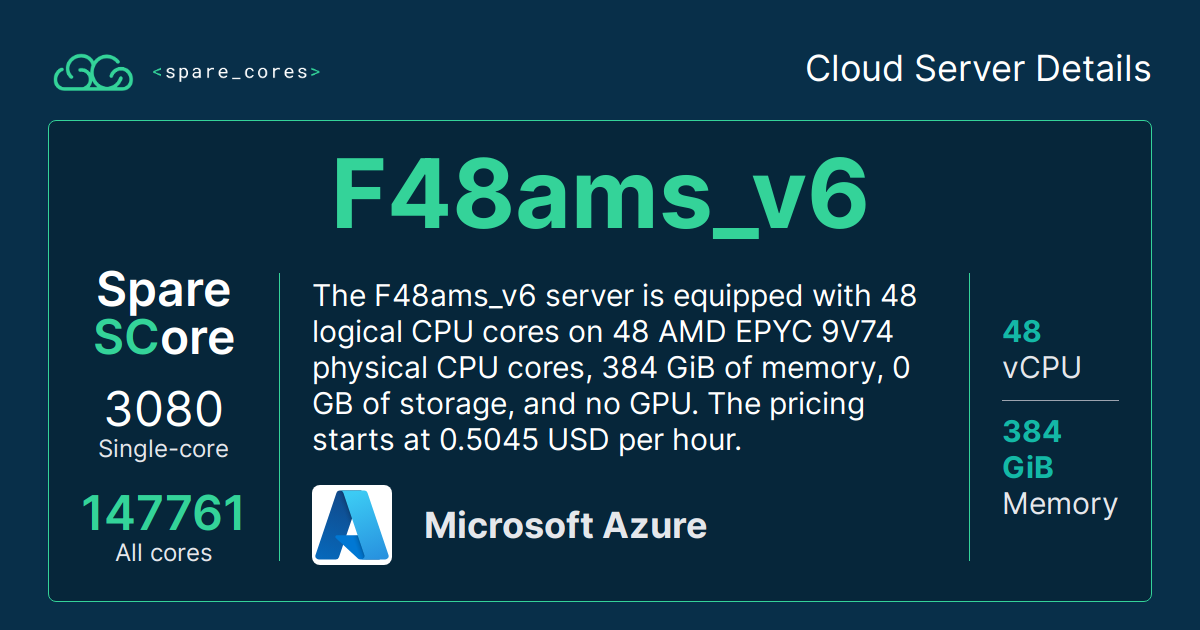 <spare_cores>
Cloud Server Details
F48ams_v6
Spare
SCore
3080
Single-core
147761
All cores
The F48ams_v6 server is equipped with 48
logical CPU cores on 48 AMD EPYC 9V74
physical CPU cores, 384 GiB of memory, 0
GB of storage, and no GPU. The pricing
starts at 0.5045 USD per hour.
Microsoft Azure
48
vCPU
384
GiB
Memory